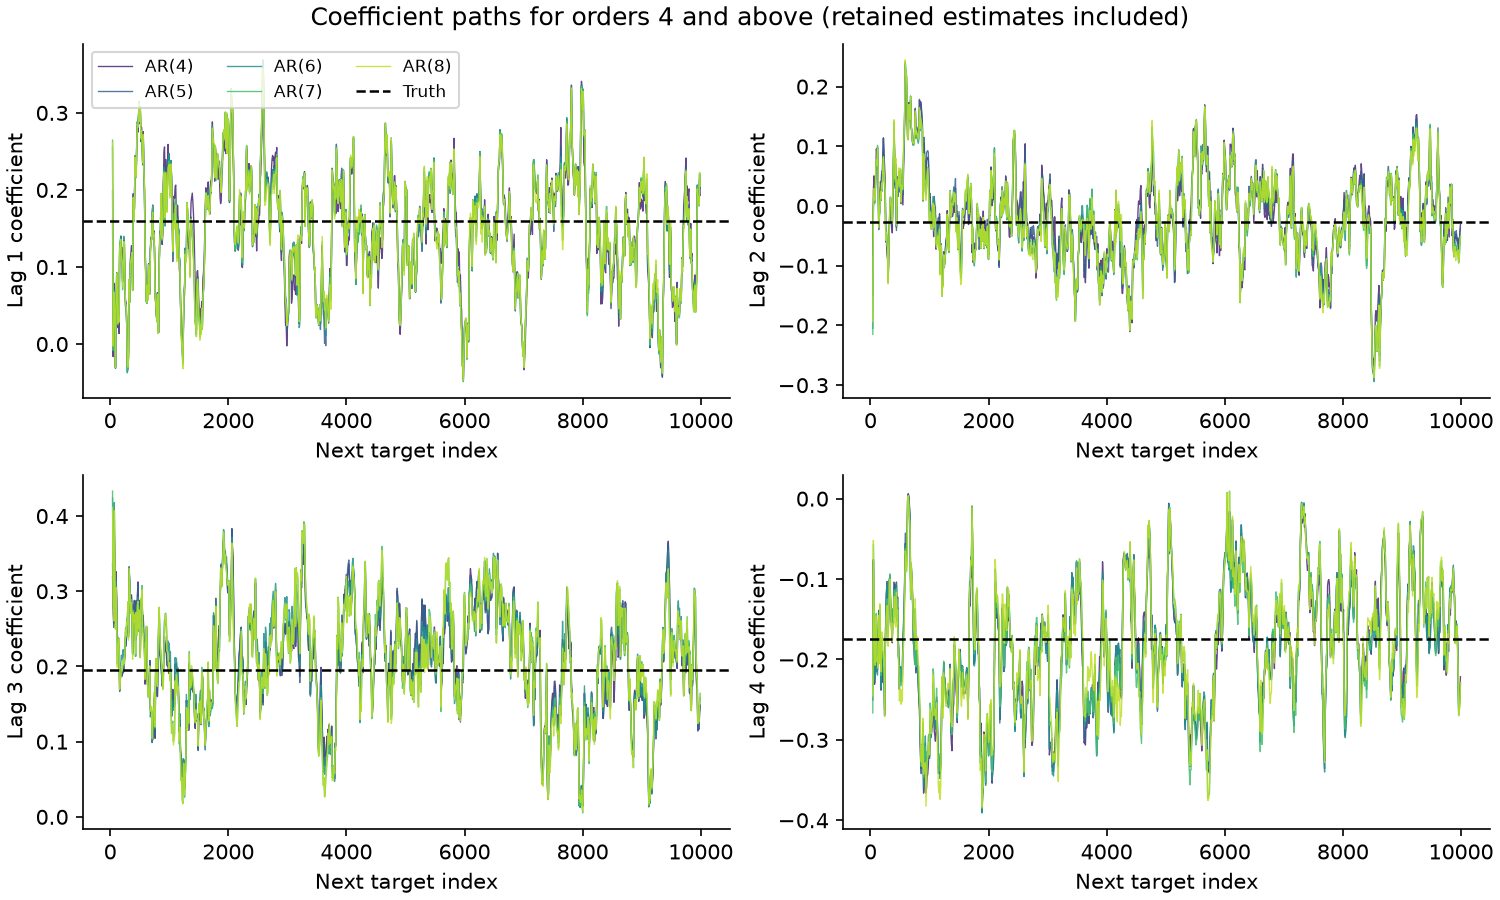 Coefficient paths for orders 4 and above (retained estimates included)
AR(4) AR(6) AR(8)
AR(5) AR(7) Truth
Lag 1 coefficient
0.3
0.2
0.1
0.0
0 2000 4000 6000 8000 10000
Next target index
Lag 2 coefficient
0.2
0.1
0.0
−0.1
−0.2
−0.3
0 2000 4000 6000 8000 10000
Next target index
Lag 3 coefficient
0.4
0.3
0.2
0.1
0.0
0 2000 4000 6000 8000 10000
Next target index
Lag 4 coefficient
0.0
−0.1
−0.2
−0.3
−0.4
0 2000 4000 6000 8000 10000
Next target index